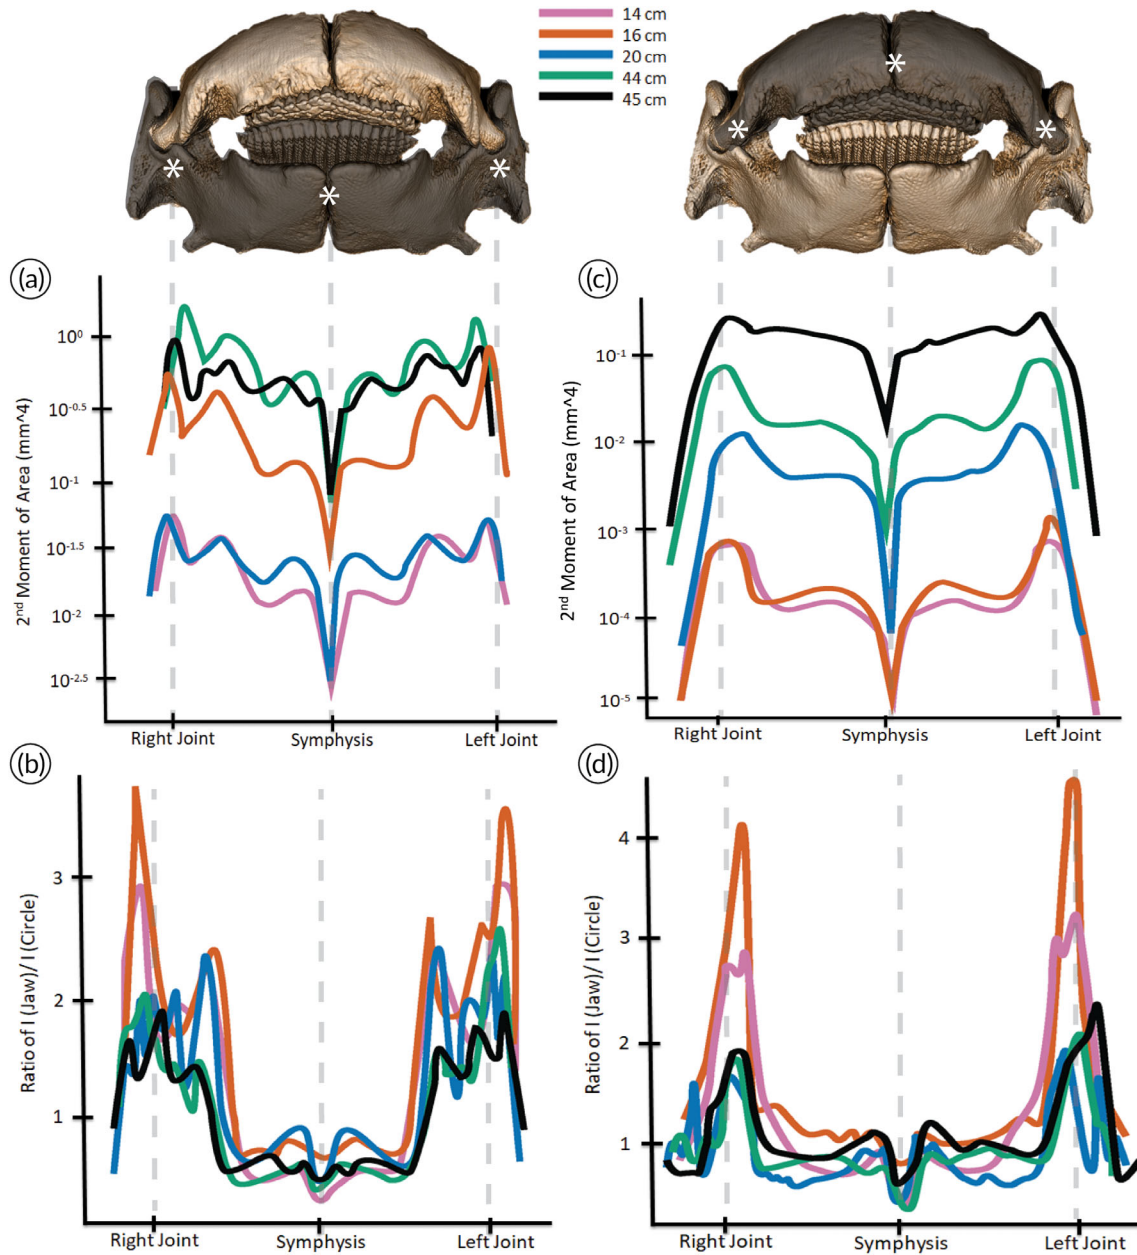 14 cm
16 cm
20 cm
44 cm
45 cm
*
*
*
*
*
*
(a)
2nd Moment of Area (mm^4)
10^0
10^-0.5
10^-1
10^-1.5
10^-2
10^-2.5
Right Joint
Symphysis
Left Joint
(c)
2nd Moment of Area (mm^4)
10^-1
10^-2
10^-3
10^-4
10^-5
Right Joint
Symphysis
Left Joint
(b)
Ratio of I (Jaw)/ I (Circle)
3
2
1
Right Joint
Symphysis
Left Joint
(d)
Ratio of I (Jaw)/ I (Circle)
4
3
2
1
Right Joint
Symphysis
Left Joint